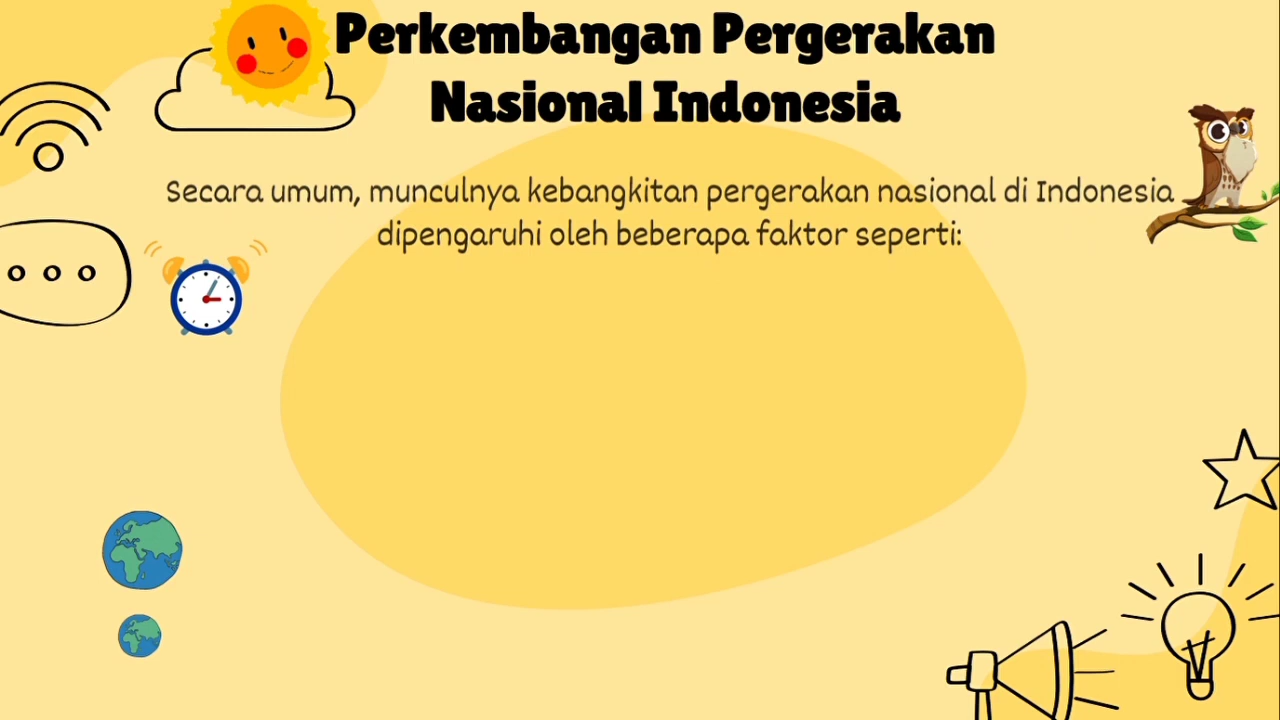 Perkembangan Pergerakan
Nasional Indonesia
Secara umum, munculnya kebangkitan pergerakan nasional di Indonesia
dipengaruhi oleh beberapa faktor seperti: